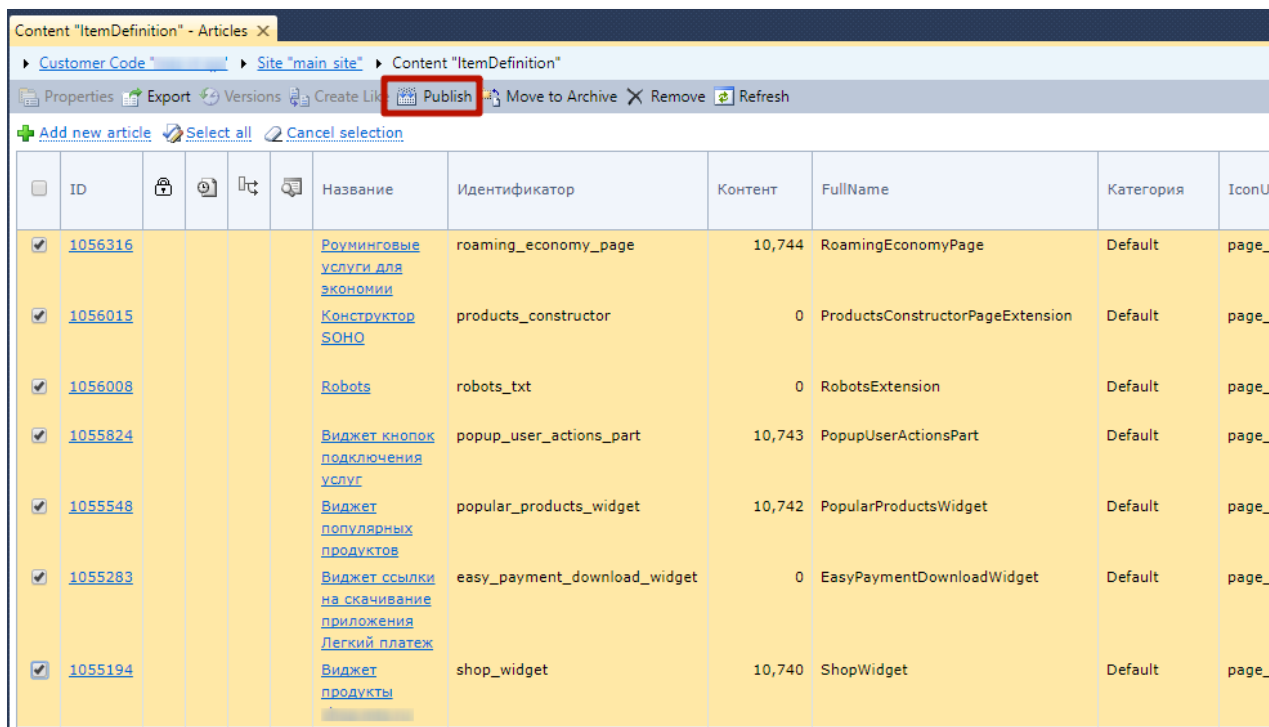 Content "ItemDefinition" - Articles
Customer Code " " Site "main_site" Content "ItemDefinition"
Properties Export Versions Create Like Publish Move to Archive Remove Refresh
Add new article Select all Cancel selection
ID Название Идентификатор Контент FullName Категория IconU
1056316 Роуминговые roaming_economy_page 10,744 RoamingEconomyPage Default page_
услуги для
экономии
1056015 Конструктор products_constructor 0 ProductsConstructorPageExtension Default page_
SOHO
1056008 Robots robots_txt 0 RobotsExtension Default page_
1055824 Виджет кнопок popup_user_actions_part 10,743 PopupUserActionsPart Default page_
подключения
услуг
1055548 Виджет popular_products_widget 10,742 PopularProductsWidget Default page_
популярных
продуктов
1055283 Виджет ссылки easy_payment_download_widget 0 EasyPaymentDownloadWidget Default page_
на скачивание
приложения
Легкий платеж
1055194 Виджет shop_widget 10,740 ShopWidget Default page_
продукты